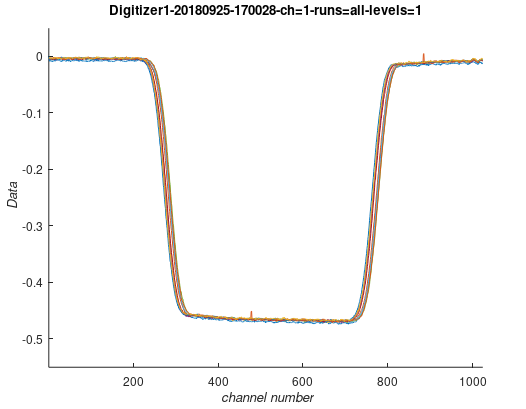 Digitizer1-20180925-170028-ch=1-runs=all-levels=1
0
-0.1
-0.2
-0.3
-0.4
-0.5
Data
200 400 600 800 1000
channel number